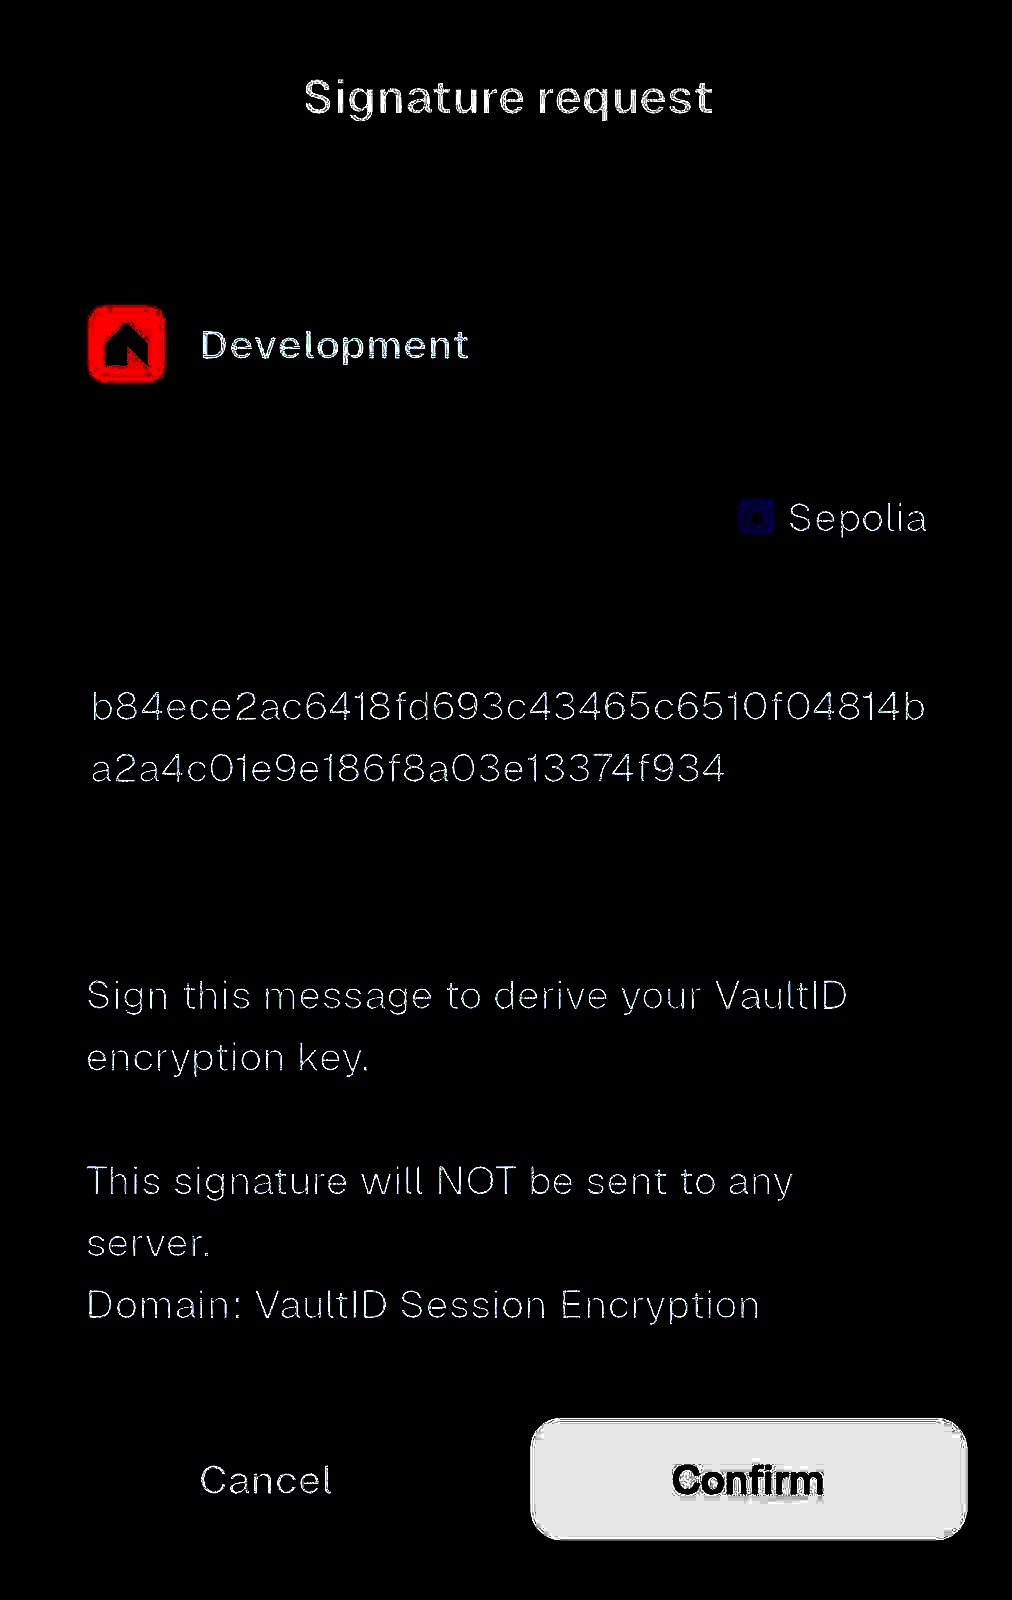 Signature request
Development
Sepolia
b84ece2ac6418fd693c43465c6510f04814b
a2a4c01e9e186f8a03e13374f934
Sign this message to derive your VaultID
encryption key.
This signature will NOT be sent to any
server.
Domain: VaultID Session Encryption
Cancel
Confirm